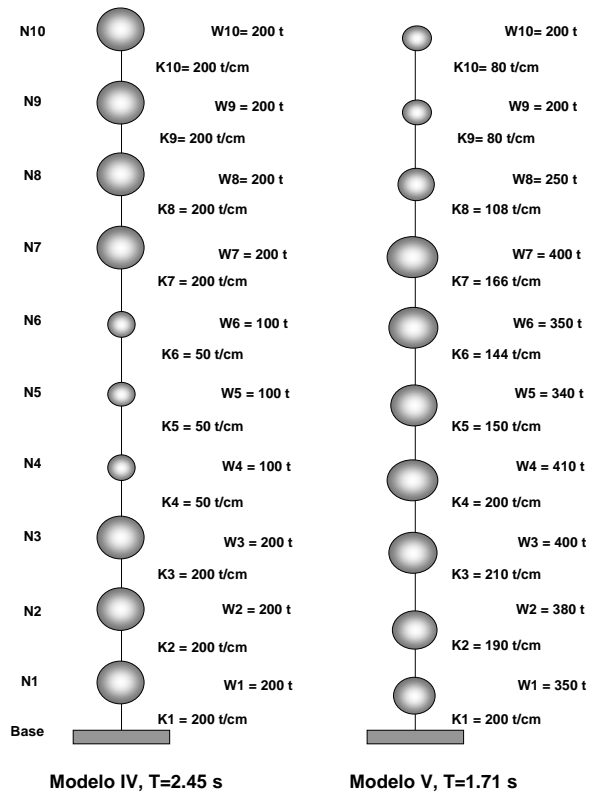 N10 W10= 200 t W10= 200 t
K10= 200 t/cm K10= 80 t/cm
N9 W9 = 200 t W9 = 200 t
K9= 200 t/cm K9= 80 t/cm
N8 W8= 200 t W8= 250 t
K8 = 200 t/cm K8 = 108 t/cm
N7 W7 = 200 t W7 = 400 t
K7 = 200 t/cm K7 = 166 t/cm
N6 W6 = 100 t W6 = 350 t
K6 = 50 t/cm K6 = 144 t/cm
N5 W5 = 100 t W5 = 340 t
K5 = 50 t/cm K5 = 150 t/cm
N4 W4 = 100 t W4 = 410 t
K4 = 50 t/cm K4 = 200 t/cm
N3 W3 = 200 t W3 = 400 t
K3 = 200 t/cm K3 = 210 t/cm
N2 W2 = 200 t W2 = 380 t
K2 = 200 t/cm K2 = 190 t/cm
N1 W1 = 200 t W1 = 350 t
K1 = 200 t/cm K1 = 200 t/cm
Base
Modelo IV, T=2.45 s Modelo V, T=1.71 s